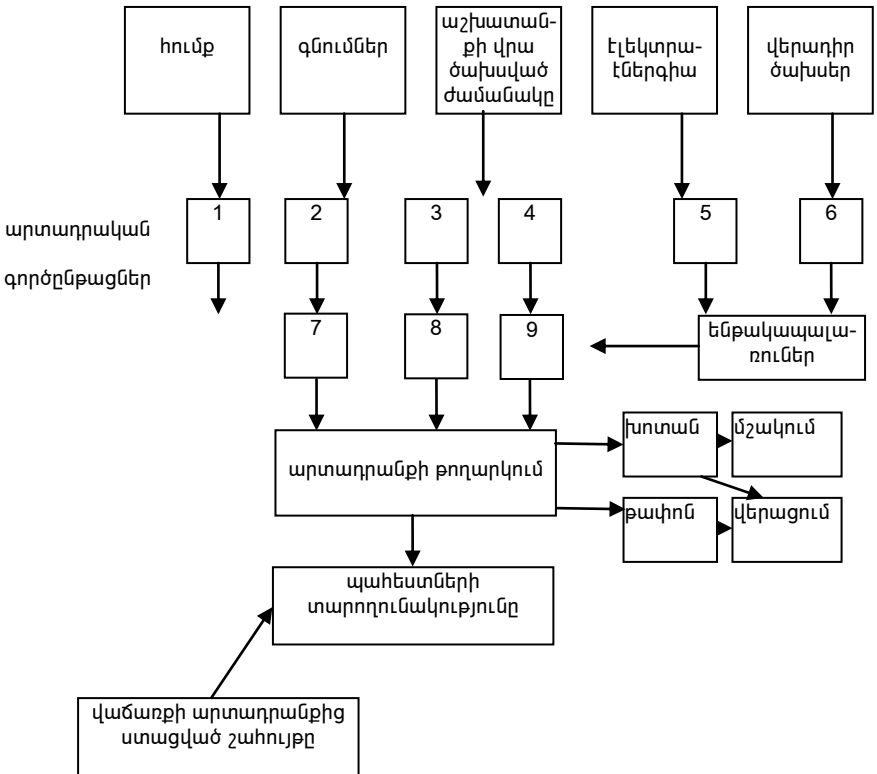 հումք
գնումներ
աշխատան-
քի վրա
ծախսված
ժամանակը
էլեկտրա-
էներգիա
վերադիր
ծախսեր
արտադրական
գործընթացներ
1
2
3
4
5
6
7
8
9
ենթակապալա-
ռուներ
արտադրանքի թողարկում
խոտան
մշակում
թափոն
վերացում
պահեստների
տարողունակությունը
վաճառքի արտադրանքից
ստացված շահույթը